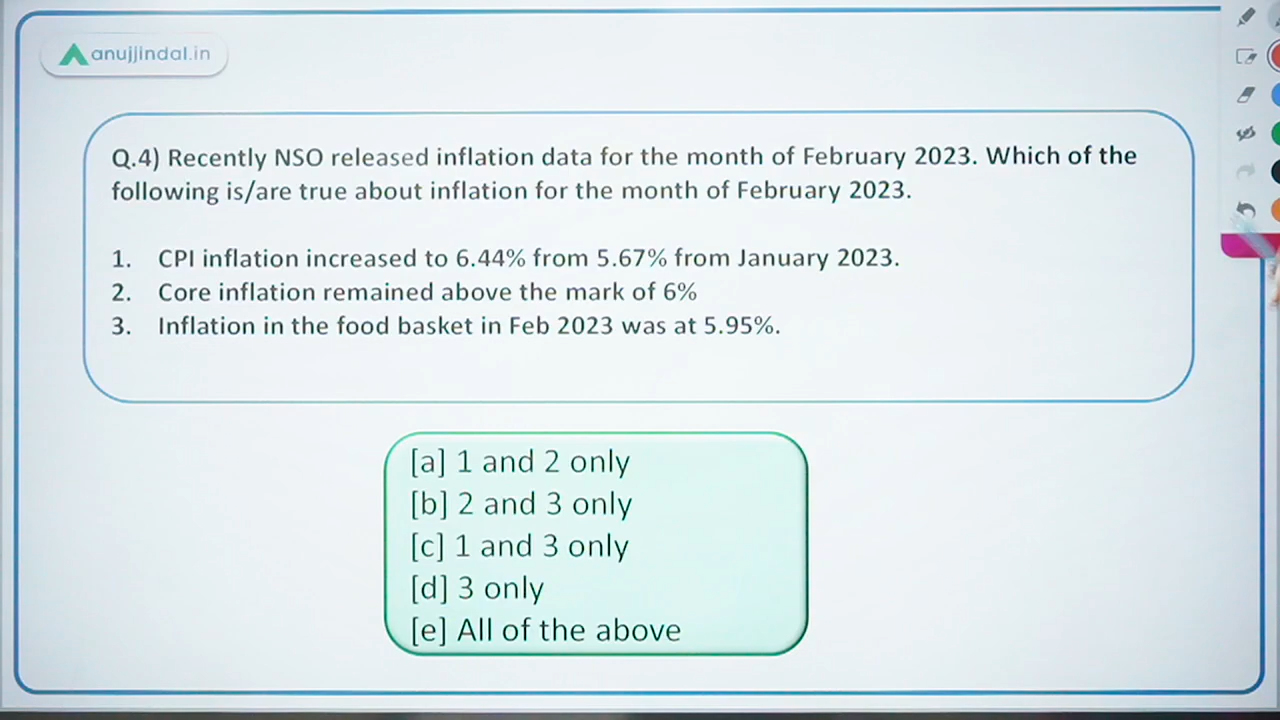 anujjindal.in
Q.4) Recently NSO released inflation data for the month of February 2023. Which of the
following is/are true about inflation for the month of February 2023.
1. CPI inflation increased to 6.44% from 5.67% from January 2023.
2. Core inflation remained above the mark of 6%
3. Inflation in the food basket in Feb 2023 was at 5.95%.
[a] 1 and 2 only
[b] 2 and 3 only
[c] 1 and 3 only
[d] 3 only
[e] All of the above